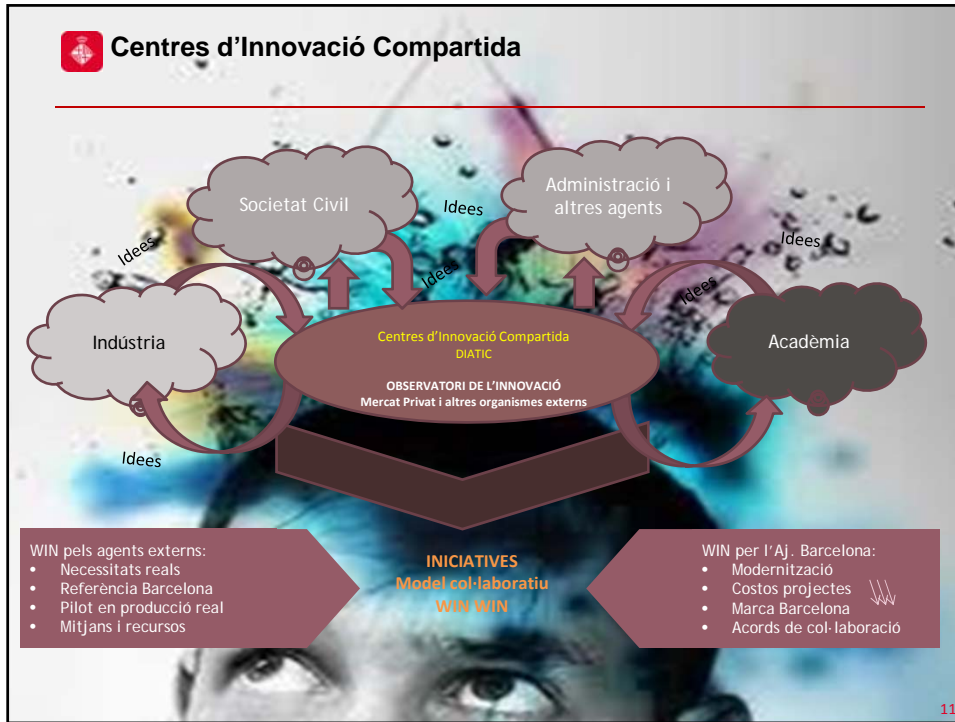 Centres d'Innovació Compartida
Societat Civil
Idees
Administració i
altres agents
Idees
Idees
Idees
Idees
Indústria
Centres d'Innovació Compartida
DIATIC
OBSERVATORI DE L'INNOVACIÓ
Mercat Privat i altres organismes externs
Acadèmia
Idees
WIN pels agents externs:
• Necessitats reals
• Referència Barcelona
• Pilot en producció real
• Mitjans i recursos
INICIATIVES
Model col·laboratiu
WIN WIN
WIN per l'Aj. Barcelona:
• Modernització
• Costos projectes
• Marca Barcelona
• Acords de col·laboració
11